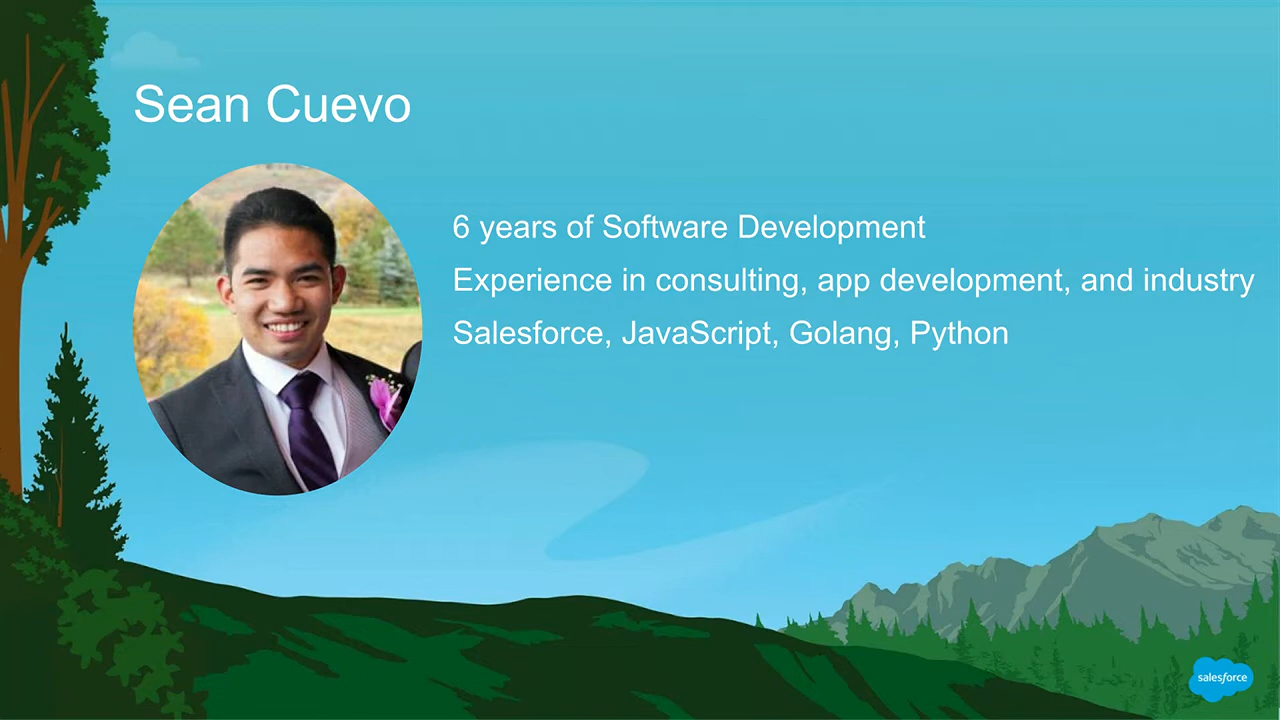 Sean Cuevo
6 years of Software Development
Experience in consulting, app development, and industry
Salesforce, JavaScript, Golang, Python
salesforce